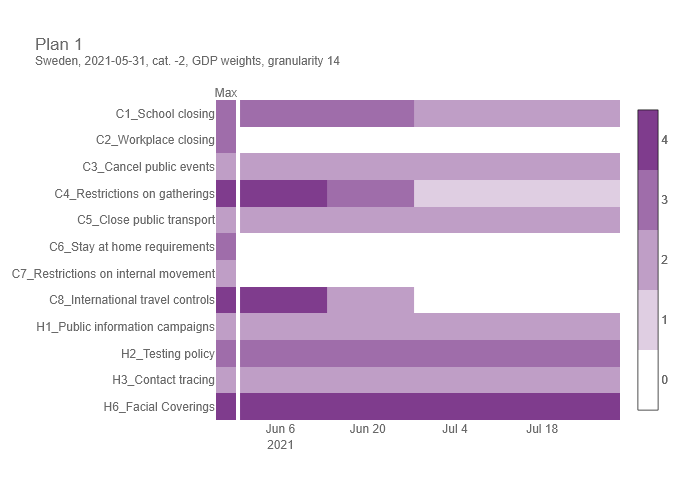 Plan 1
Sweden, 2021-05-31, cat. -2, GDP weights, granularity 14
Max
C1_School closing
C2_Workplace closing
C3_Cancel public events
C4_Restrictions on gatherings
C5_Close public transport
C6_Stay at home requirements
C7_Restrictions on internal movement
C8_International travel controls
H1_Public information campaigns
H2_Testing policy
H3_Contact tracing
H6_Facial Coverings
Jun 6 Jun 20 Jul 4 Jul 18
2021
4
3
2
1
0